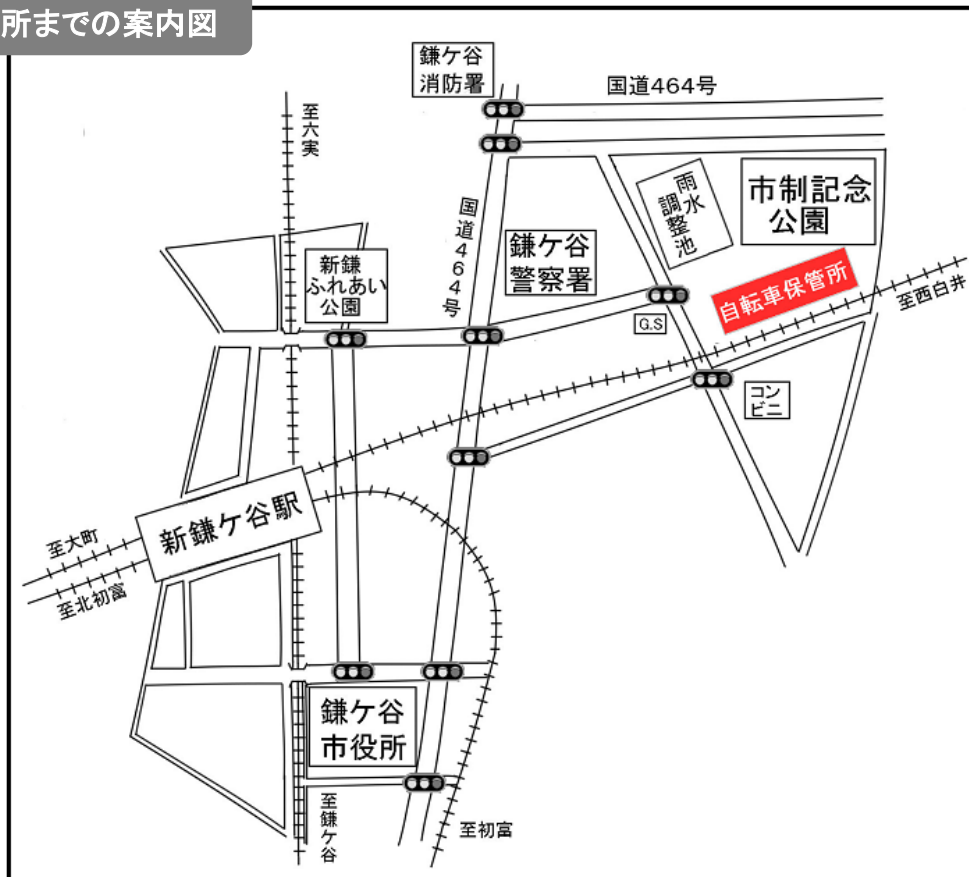 所までの案内図
鎌ケ谷
消防署
国道464号
至六実
雨水
調整池
市制記念
公園
国道464号
鎌ケ谷
警察署
新鎌
ふれあい
公園
自転車保管所
至西白井
G.S
コン
ビニ
新鎌ケ谷駅
至大町
至北初富
鎌ケ谷
市役所
至鎌ケ谷
至初富